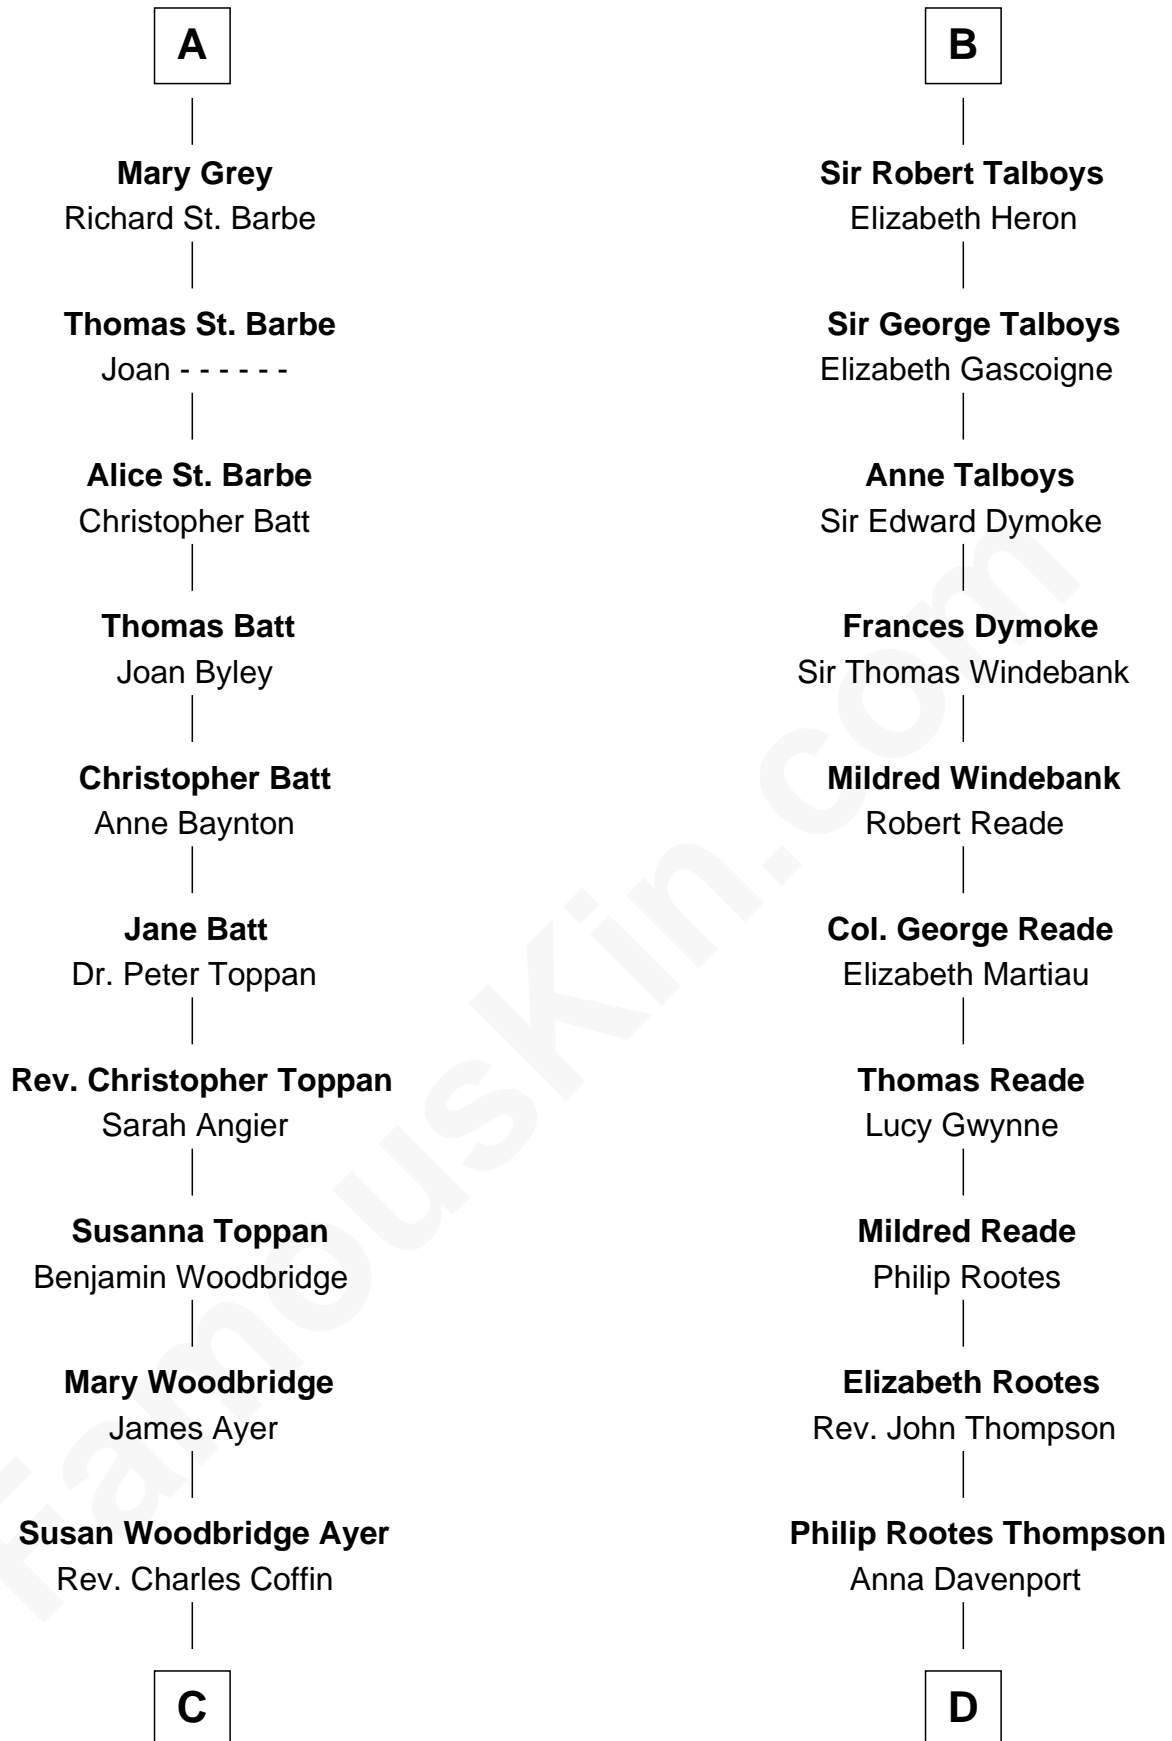 A
Mary Grey
Richard St. Barbe
Thomas St. Barbe
Joan - - - - - -
Alice St. Barbe
Christopher Batt
Thomas Batt
Joan Byley
Christopher Batt
Anne Baynton
Jane Batt
Dr. Peter Toppan
Rev. Christopher Toppan
Sarah Angier
Susanna Toppan
Benjamin Woodbridge
Mary Woodbridge
James Ayer
Susan Woodbridge Ayer
Rev. Charles Coffin
C
B
Sir Robert Talboys
Elizabeth Heron
Sir George Talboys
Elizabeth Gascoigne
Anne Talboys
Sir Edward Dymoke
Frances Dymoke
Sir Thomas Windebank
Mildred Windebank
Robert Reade
Col. George Reade
Elizabeth Martiau
Thomas Reade
Lucy Gwynne
Mildred Reade
Philip Rootes
Elizabeth Rootes
Rev. John Thompson
Philip Rootes Thompson
Anna Davenport
D
FamousKin.com